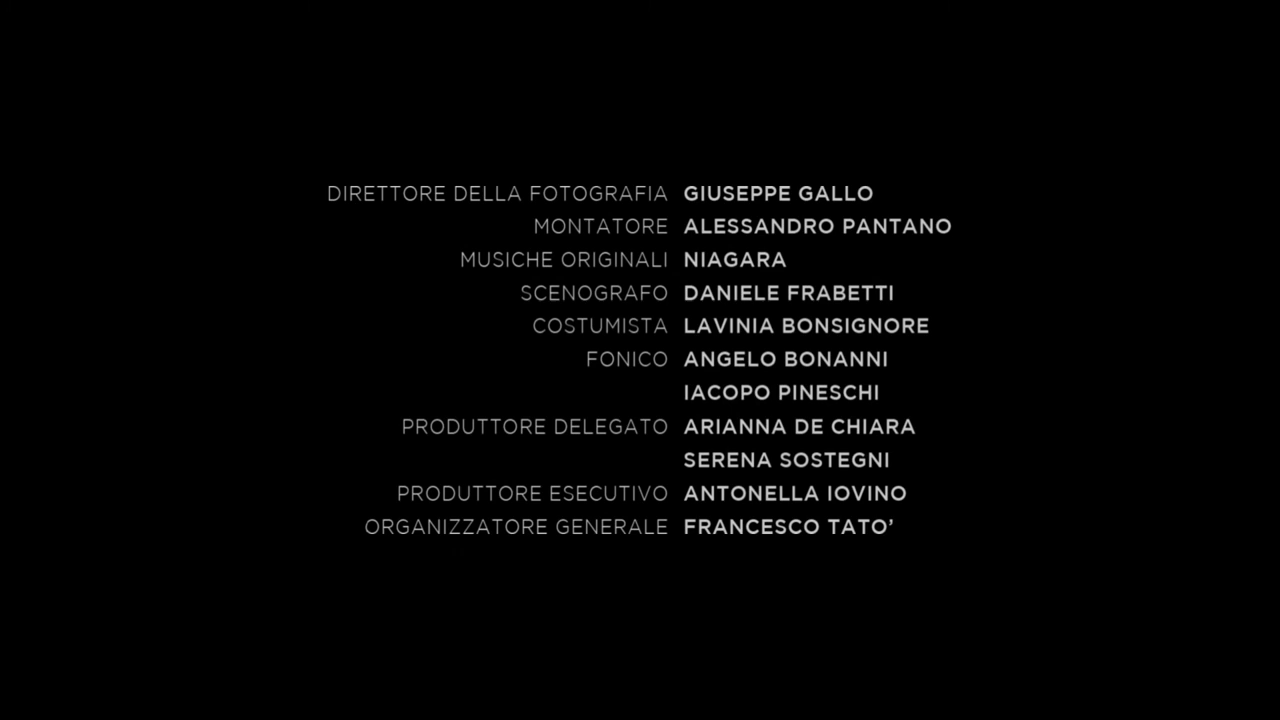 DIRETTORE DELLA FOTOGRAFIA GIUSEPPE GALLO
MONTATORE ALESSANDRO PANTANO
MUSICHE ORIGINALI NIAGARA
SCENOGRAFO DANIELE FRABETTI
COSTUMISTA LAVINIA BONSIGNORE
FONICO ANGELO BONANNI
IACOPO PINESCHI
PRODUTTORE DELEGATO ARIANNA DE CHIARA
SERENA SOSTEGNI
PRODUTTORE ESECUTIVO ANTONELLA IOVINO
ORGANIZZATORE GENERALE FRANCESCO TATO’